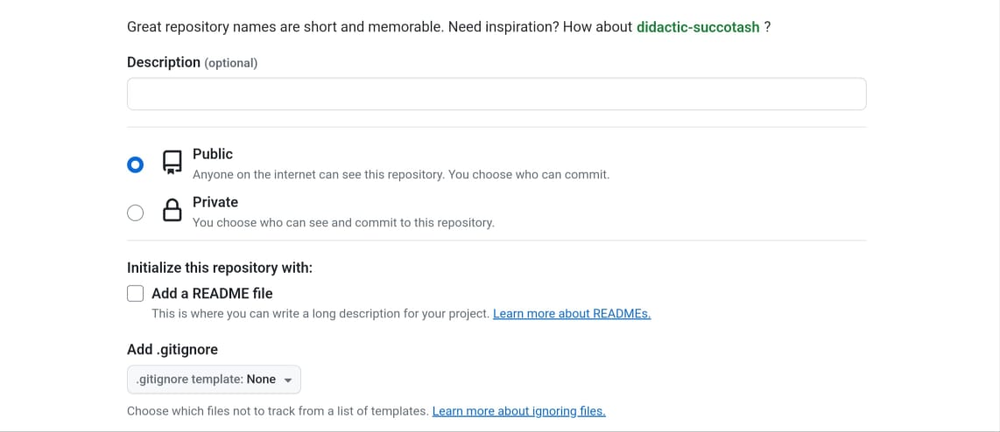 Great repository names are short and memorable. Need inspiration? How about didactic-succotash ?
Description (optional)
Public
Anyone on the internet can see this repository. You choose who can commit.
Private
You choose who can see and commit to this repository.
Initialize this repository with:
Add a README file
This is where you can write a long description for your project. Learn more about READMEs.
Add .gitignore
.gitignore template: None
Choose which files not to track from a list of templates. Learn more about ignoring files.